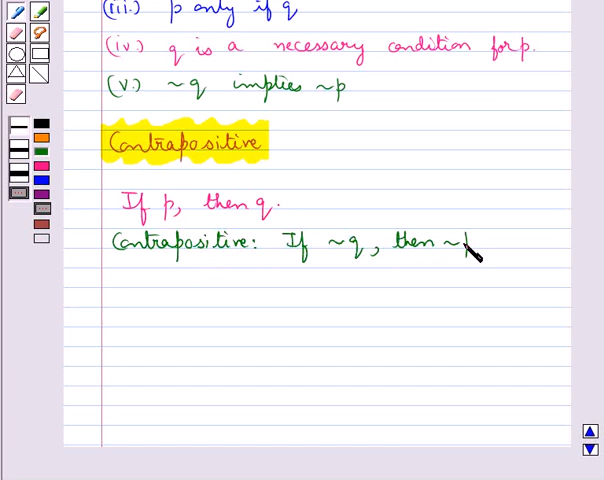 (iii.) p only if q
(iv.) q is a necessary condition for p.
(v.) ~q implies ~p
Contrapositive
If p, then q.
Contrapositive: If ~q, then ~